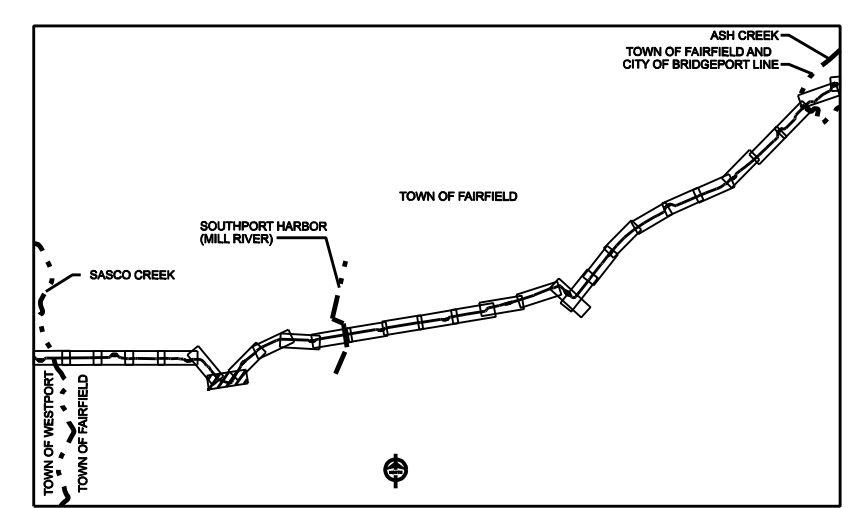 ASH CREEK
TOWN OF FAIRFIELD AND
CITY OF BRIDGEPORT LINE
TOWN OF FAIRFIELD
SOUTHPORT HARBOR
(MILL RIVER)
SASCO CREEK
TOWN OF WESTPORT
TOWN OF FAIRFIELD